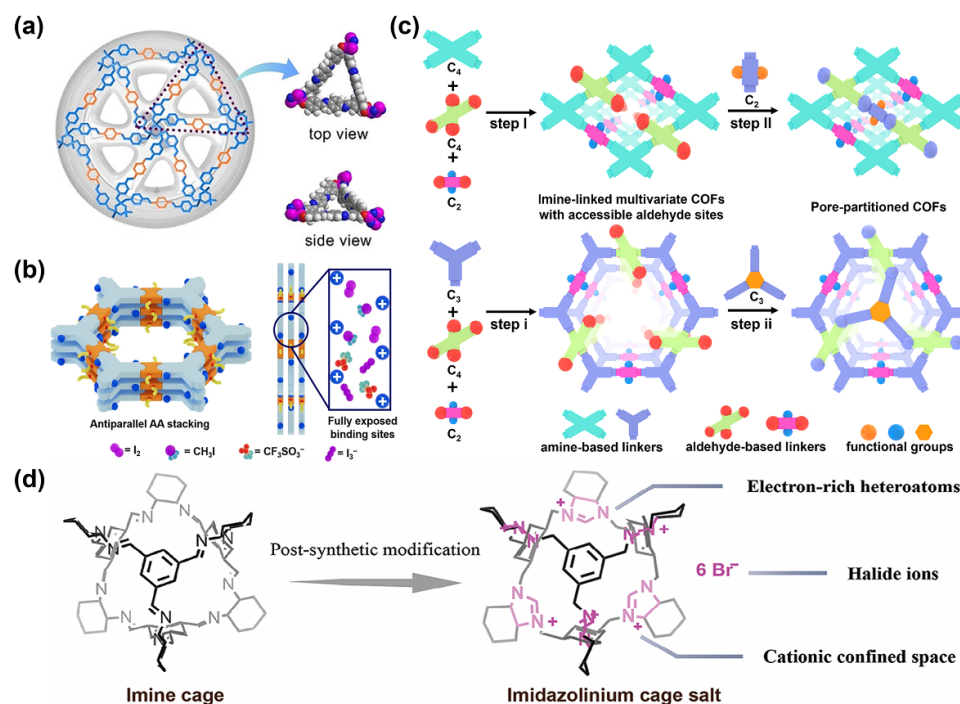 (a)
top view
side view
(b)
Antiparallel AA stacking
Fully exposed
binding sites
= I₂
= CH₃I
= CF₃SO₃⁻
= I₃⁻
(c)
C₄
+
C₄
+
C₂
step I
Imine-linked multivariate COFs
with accessible aldehyde sites
C₂
step II
Pore-partitioned COFs
C₃
+
C₄
+
C₂
step i
C₃
step ii
amine-based linkers
aldehyde-based linkers
functional groups
(d)
N
N
N
N
N
N
N
N
N
Imine cage
Post-synthetic modification
N
N
N
N
N
N
N
N
+
+
+
+
+
+
6 Br⁻
Imidazolinium cage salt
Electron-rich heteroatoms
Halide ions
Cationic confined space